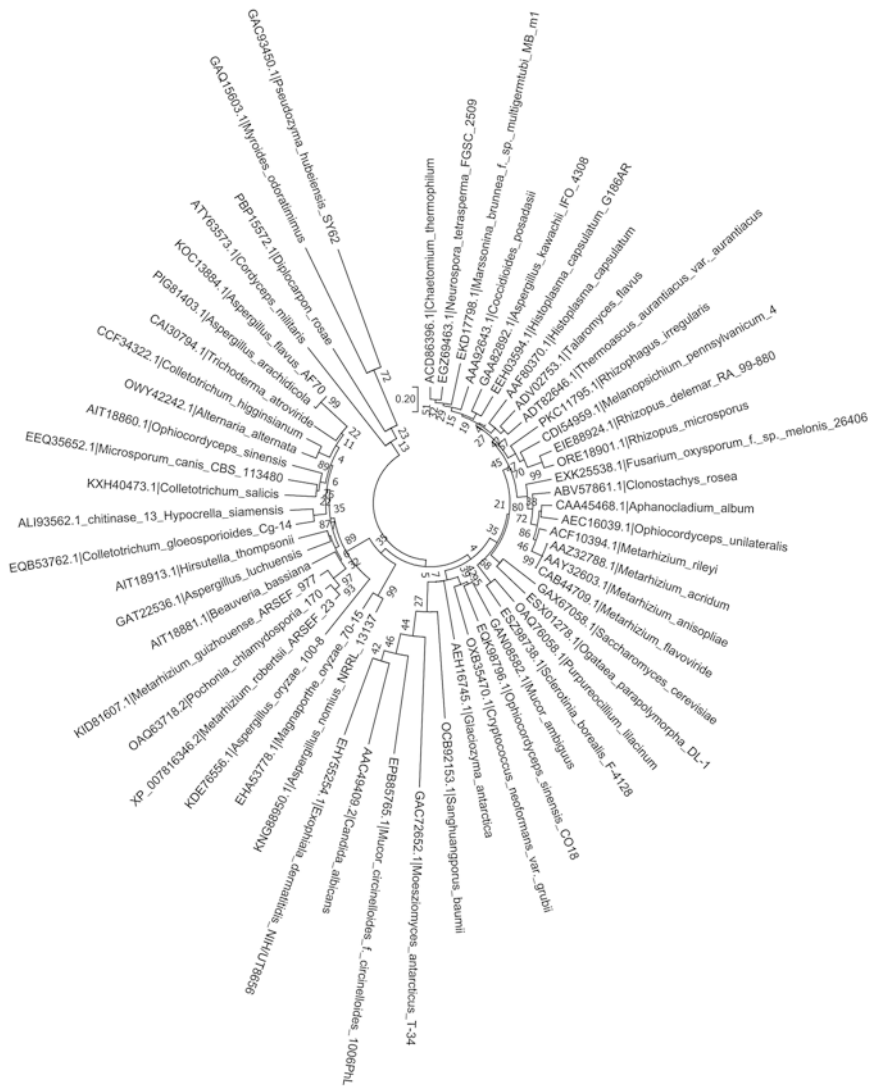 GAC93450.1|Pseudozyma_hubeiensis_SY62
GAQ15603.1|Myroides_odoratimimus
PBP15572.1|Diplocarpon_rosae
ATY63573.1|Cordyceps_militaris
KOC13884.1|Aspergillus_flavus_AF70
PIG81403.1|Aspergillus_arachidicola
CAI30794.1|Trichoderma_atroviride
CCF34322.1|Colletotrichum_higginsianum
OWY42242.1|Alternaria_alternata
AIT18860.1|Ophiocordyceps_sinensis
EEQ35652.1|Microsporum_canis_CBS_113480
KXH40473.1|Colletotrichum_salicis
ALI93562.1_chitinase_13_Hypocrella_siamensis
EQB53762.1|Colletotrichum_gloeosporioides_Cg-14
AIT18913.1|Hirsutella_thompsonii
GAT22536.1|Aspergillus_luchuensis
AIT18881.1|Beauveria_bassiana
KID81607.1|Metarhizium_guizhouense_ARSEF_977
OAQ63718.2|Pochonia_chlamydosporia_170
XP_007816346.2|Metarhizium_robertsii_ARSEF_23
KDE76556.1|Aspergillus_oryzae_100-8
EHA53778.1|Magnaporthe_oryzae_70-15
KNG88950.1|Aspergillus_nomius_NRRL_13137
EHY55254.1|Exophiala_dermatitidis_NIH/UT8656
AAC49409.2|Candida_albicans
EPB85765.1|Mucor_circinelloides_f._circinelloides_1006PhL
GAC72652.1|Moesziomyces_antarcticus_T-34
OCB92153.1|Sanghuangporus_baumii
AEH16745.1|Glaciozyma_antarctica
OXB35470.1|Cryptococcus_neoformans_var._grubii
EQK98796.1|Ophiocordyceps_sinensis_CO18
GAN08582.1|Mucor_ambiguus
ESZ98738.1|Sclerotinia_borealis_F-4128
OAQ76058.1|Purpureocillium_lilacinum
ESX01278.1|Ogataea_parapolymorpha_DL-1
GAX67058.1|Saccharomyces_cerevisiae
CAB44709.1|Metarhizium_flavoviride
AAY32603.1|Metarhizium_anisopliae
AAZ32788.1|Metarhizium_acridum
ACF10394.1|Metarhizium_rileyi
AEC16039.1|Ophiocordyceps_unilateralis
CAA45468.1|Aphanocladium_album
ABV57861.1|Clonostachys_rosea
EXK25538.1|Fusarium_oxysporum_f._sp._melonis_26406
ORE18901.1|Rhizopus_microsporus
EIE88924.1|Rhizopus_delemar_RA_99-880
CDI54959.1|Melanopsichium_pennsylvanicum_4
PKC11795.1|Rhizophagus_irregularis
ADT82646.1|Thermoascus_aurantiacus_var._aurantiacus
ADV02753.1|Talaromyces_flavus
AAF80370.1|Histoplasma_capsulatum
EEH03594.1|Histoplasma_capsulatum_G186AR
GAA82892.1|Aspergillus_kawachii_IFO_4308
AAA92643.1|Coccidioides_posadasii
EKD17798.1|Marssonina_brunnea_f._sp._multigermtubi_MB_m1
EGZ69463.1|Neurospora_tetrasperma_FGSC_2509
ACD86396.1|Chaetomium_thermophilum
0.20
72
23
13
99
22
11
4
89
6
35
87
89
97
93
99
42
46
44
27
5
7
4
35
21
99
46
86
72
80
70
99
45
27
19
15
29
51